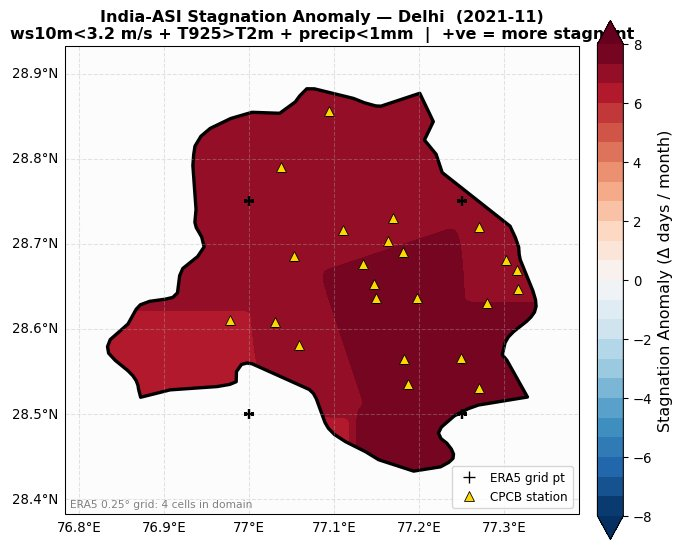 India-ASI Stagnation Anomaly — Delhi  (2021-11)
ws10m<3.2 m/s + T925>T2m + precip<1mm  |  +ve = more stagnant
28.9°N
28.8°N
28.7°N
28.6°N
28.5°N
28.4°N
76.8°E
76.9°E
77°E
77.1°E
77.2°E
77.3°E
ERA5 0.25° grid: 4 cells in domain
ERA5 grid pt
CPCB station
8
6
4
2
0
−2
−4
−6
−8
Stagnation Anomaly (Δ days / month)